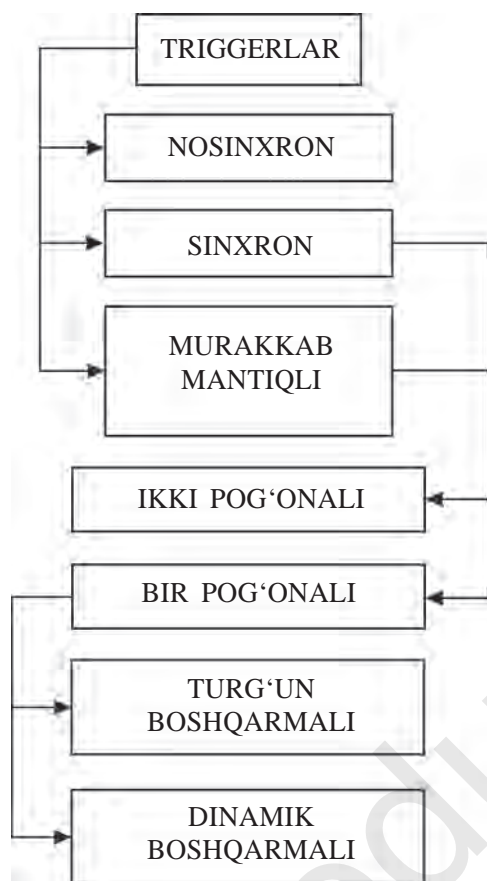 TRIGGERLAR
NOSINXRON
SINXRON
MURAKKAB
MANTIQLI
IKKI POG‘ONALI
BIR POG‘ONALI
TURG‘UN
BOSHQARMALI
DINAMIK
BOSHQARMALI